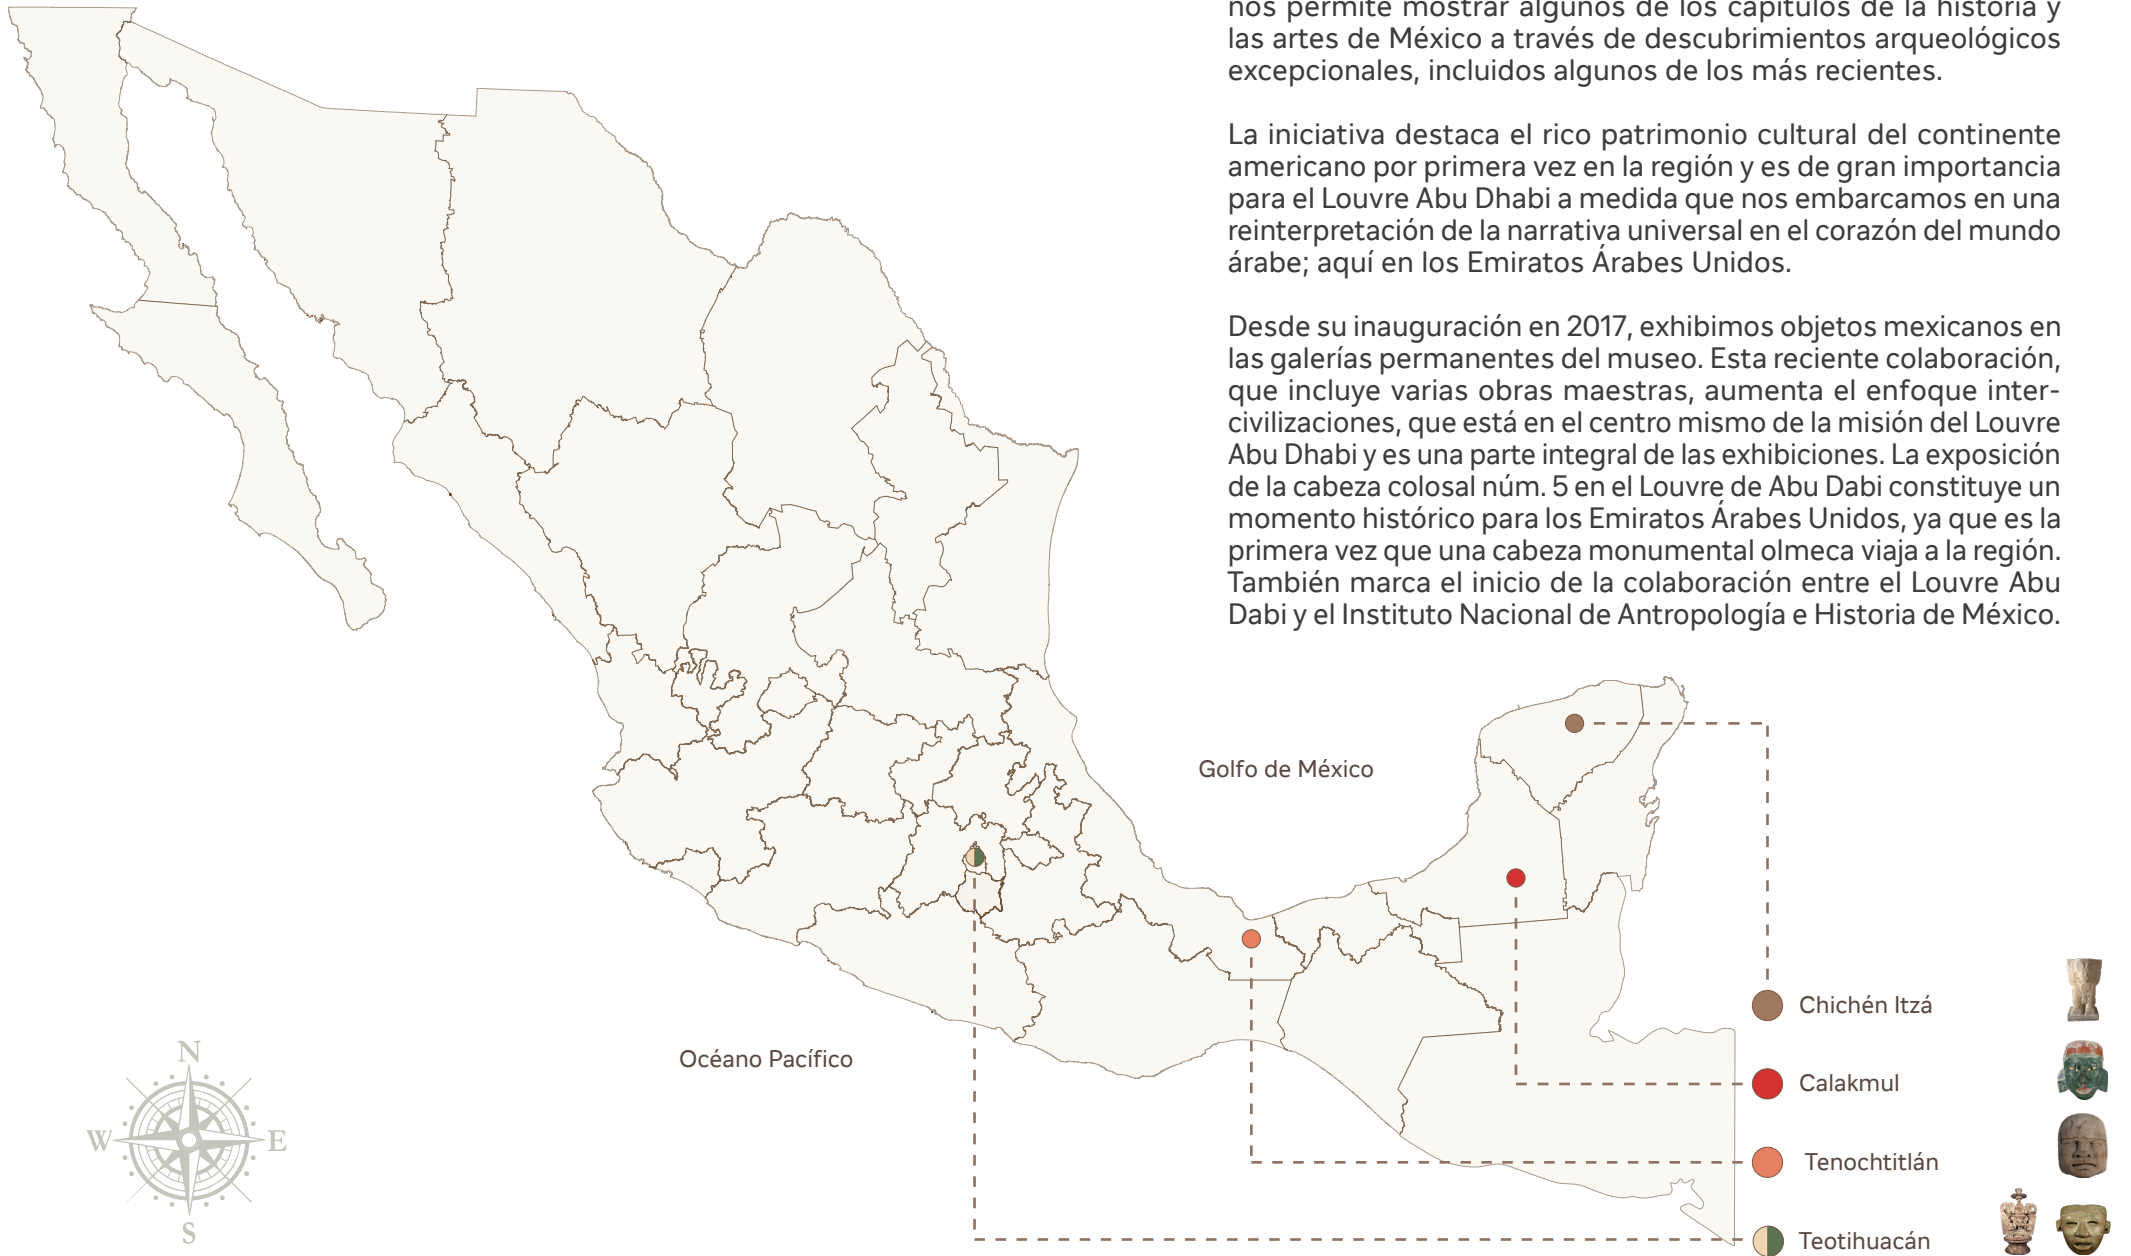 nos permite mostrar algunos de los capítulos de la historia y
las artes de México a través de descubrimientos arqueológicos
excepcionales, incluidos algunos de los más recientes.
La iniciativa destaca el rico patrimonio cultural del continente
americano por primera vez en la región y es de gran importancia
para el Louvre Abu Dhabi a medida que nos embarcamos en una
reinterpretación de la narrativa universal en el corazón del mundo
árabe; aquí en los Emiratos Árabes Unidos.
Desde su inauguración en 2017, exhibimos objetos mexicanos en
las galerías permanentes del museo. Esta reciente colaboración,
que incluye varias obras maestras, aumenta el enfoque inter-
civilizaciones, que está en el centro mismo de la misión del Louvre
Abu Dhabi y es una parte integral de las exhibiciones. La exposición
de la cabeza colosal núm. 5 en el Louvre de Abu Dabi constituye un
momento histórico para los Emiratos Árabes Unidos, ya que es la
primera vez que una cabeza monumental olmeca viaja a la región.
También marca el inicio de la colaboración entre el Louvre Abu
Dabi y el Instituto Nacional de Antropología e Historia de México.
Golfo de México
Océano Pacífico
Chichén Itzá
Calakmul
Tenochtitlán
Teotihuacán
N
W
E
S